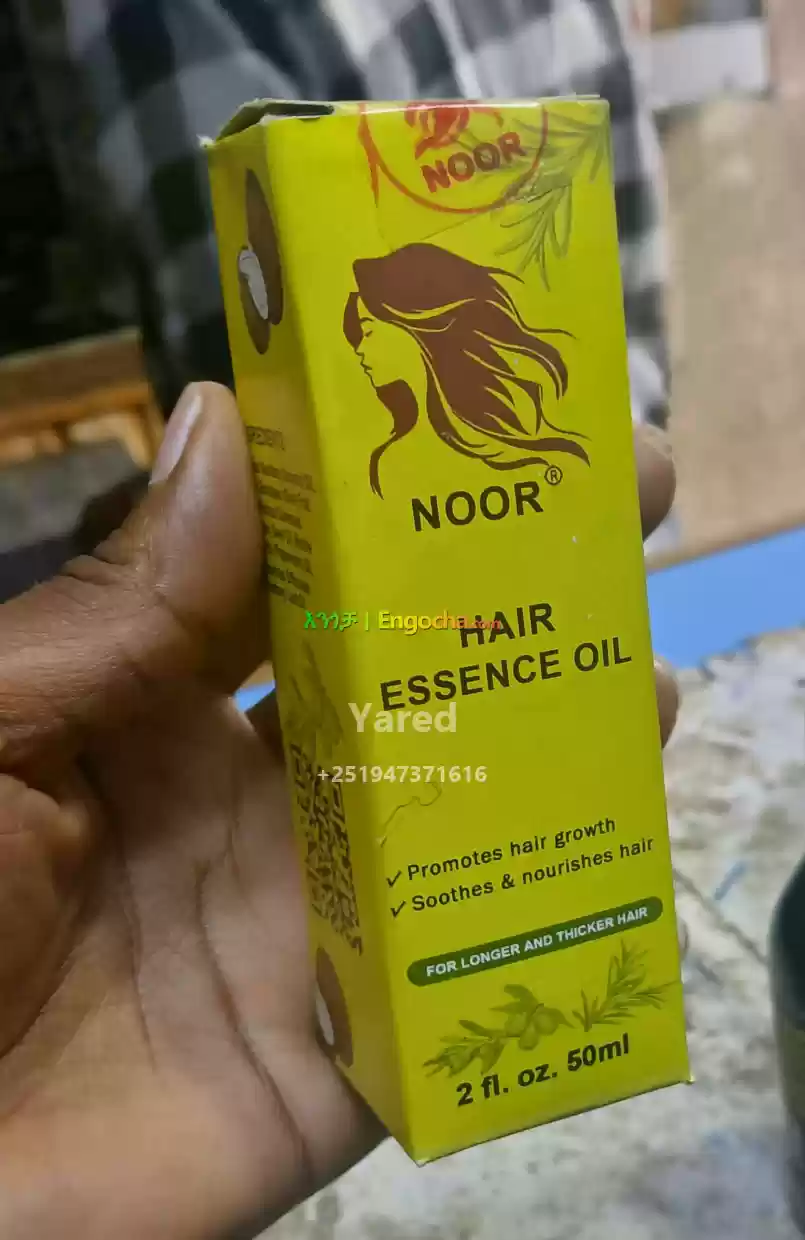 NOOR
NOOR®
HAIR
ESSENCE OIL
እንጎቻ | Engocha.com
Yared
+251947371616
✓ Promotes hair growth
✓ Soothes & nourishes hair
FOR LONGER AND THICKER HAIR
2 fl. oz. 50ml